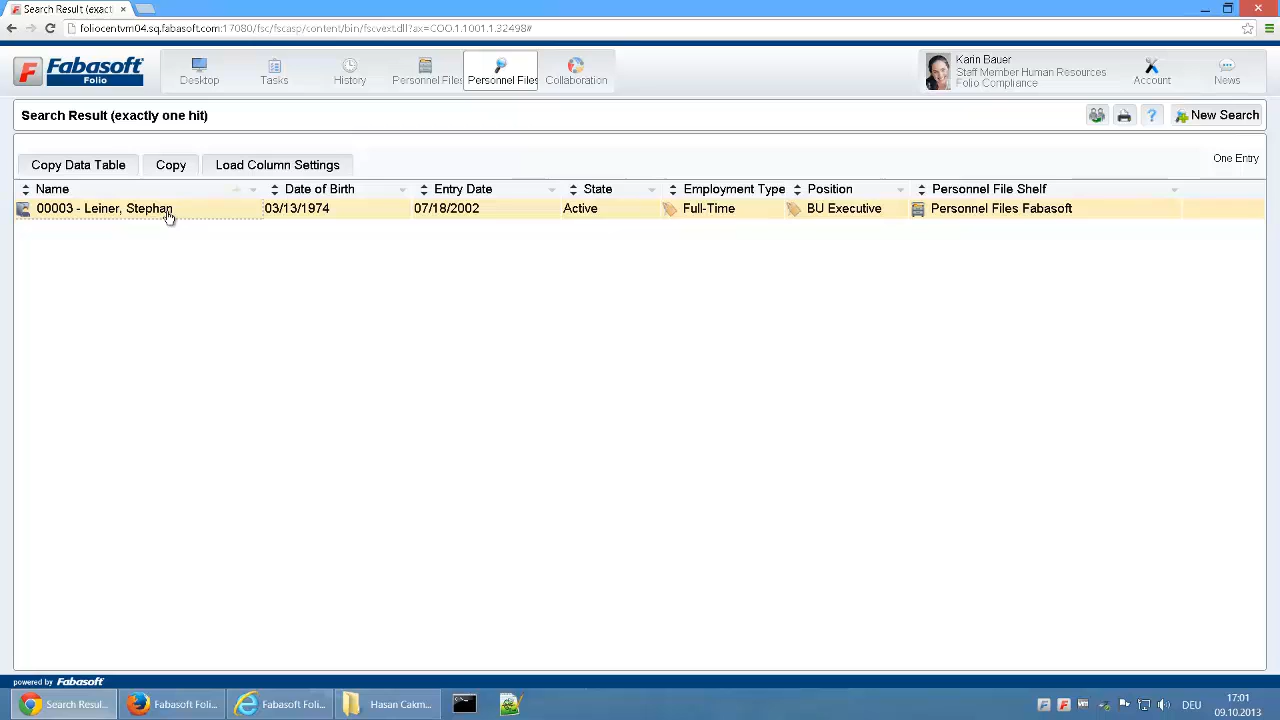 Search Result (exact
foliocentvm04.sq.fabasoft.com:17080/fsc/fscasp/content/bin/fscvext.dll?ax=COO.1.1001.1.32498#
Fabasoft
Folio
Desktop
Tasks
History
Personnel Files
Personnel Files
Collaboration
Karin Bauer
Staff Member Human Resources
Folio Compliance
Account
News
Search Result (exactly one hit)
?
New Search
Copy Data Table
Copy
Load Column Settings
One Entry
Name
Date of Birth
Entry Date
State
Employment Type
Position
Personnel File Shelf
00003 - Leiner, Stephan
03/13/1974
07/18/2002
Active
Full-Time
BU Executive
Personnel Files Fabasoft
powered by Fabasoft
Search Resul...
Fabasoft Foli...
Fabasoft Foli...
Hasan Cakm...
DEU
17:01
09.10.2013